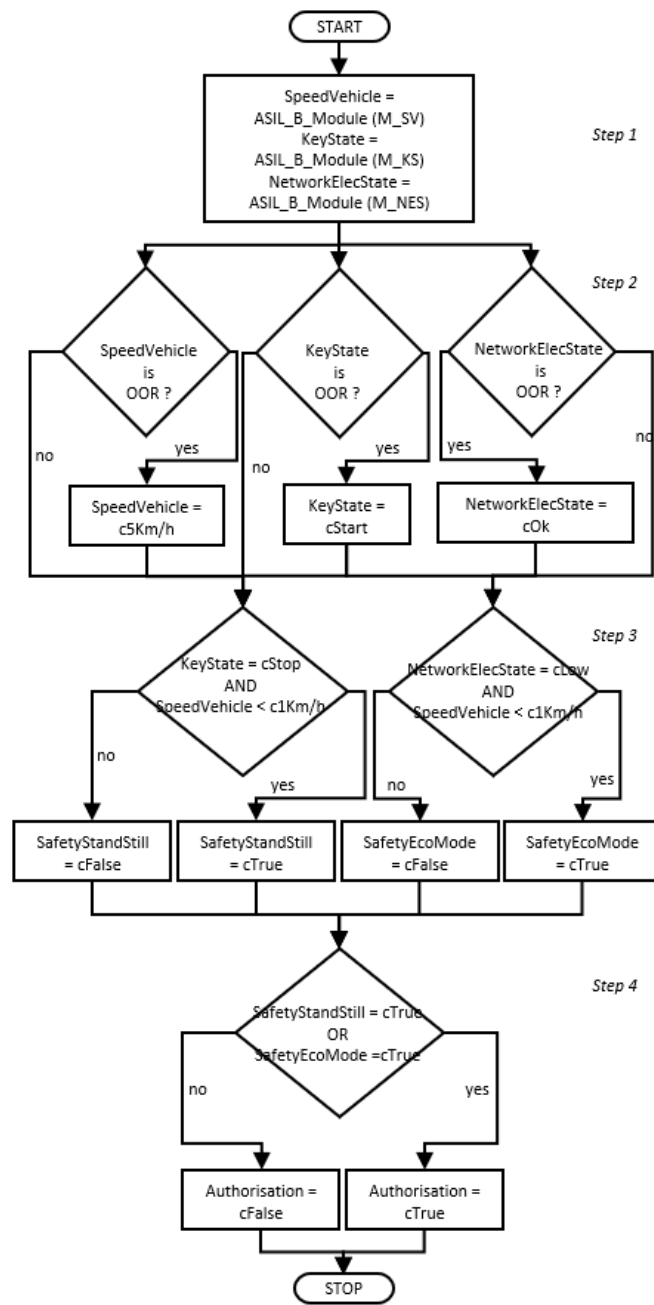 START
SpeedVehicle =
ASIL_B_Module (M_SV)
KeyState =
ASIL_B_Module (M_KS)
NetworkElecState =
ASIL_B_Module (M_NES)
Step 1
Step 2
SpeedVehicle
is
OOR ?
KeyState
is
OOR ?
NetworkElecState
is
OOR ?
no
yes
no
yes
yes
no
SpeedVehicle =
c5Km/h
KeyState =
cStart
NetworkElecState =
cOk
Step 3
KeyState = cStop
AND
SpeedVehicle < c1Km/h
NetworkElecState = cLow
AND
SpeedVehicle < c1Km/h
no
yes
no
yes
SafetyStandStill
= cFalse
SafetyStandStill
= cTrue
SafetyEcoMode
= cFalse
SafetyEcoMode
= cTrue
Step 4
SafetyStandStill = cTrue
OR
SafetyEcoMode =cTrue
no
yes
Authorisation =
cFalse
Authorisation =
cTrue
STOP